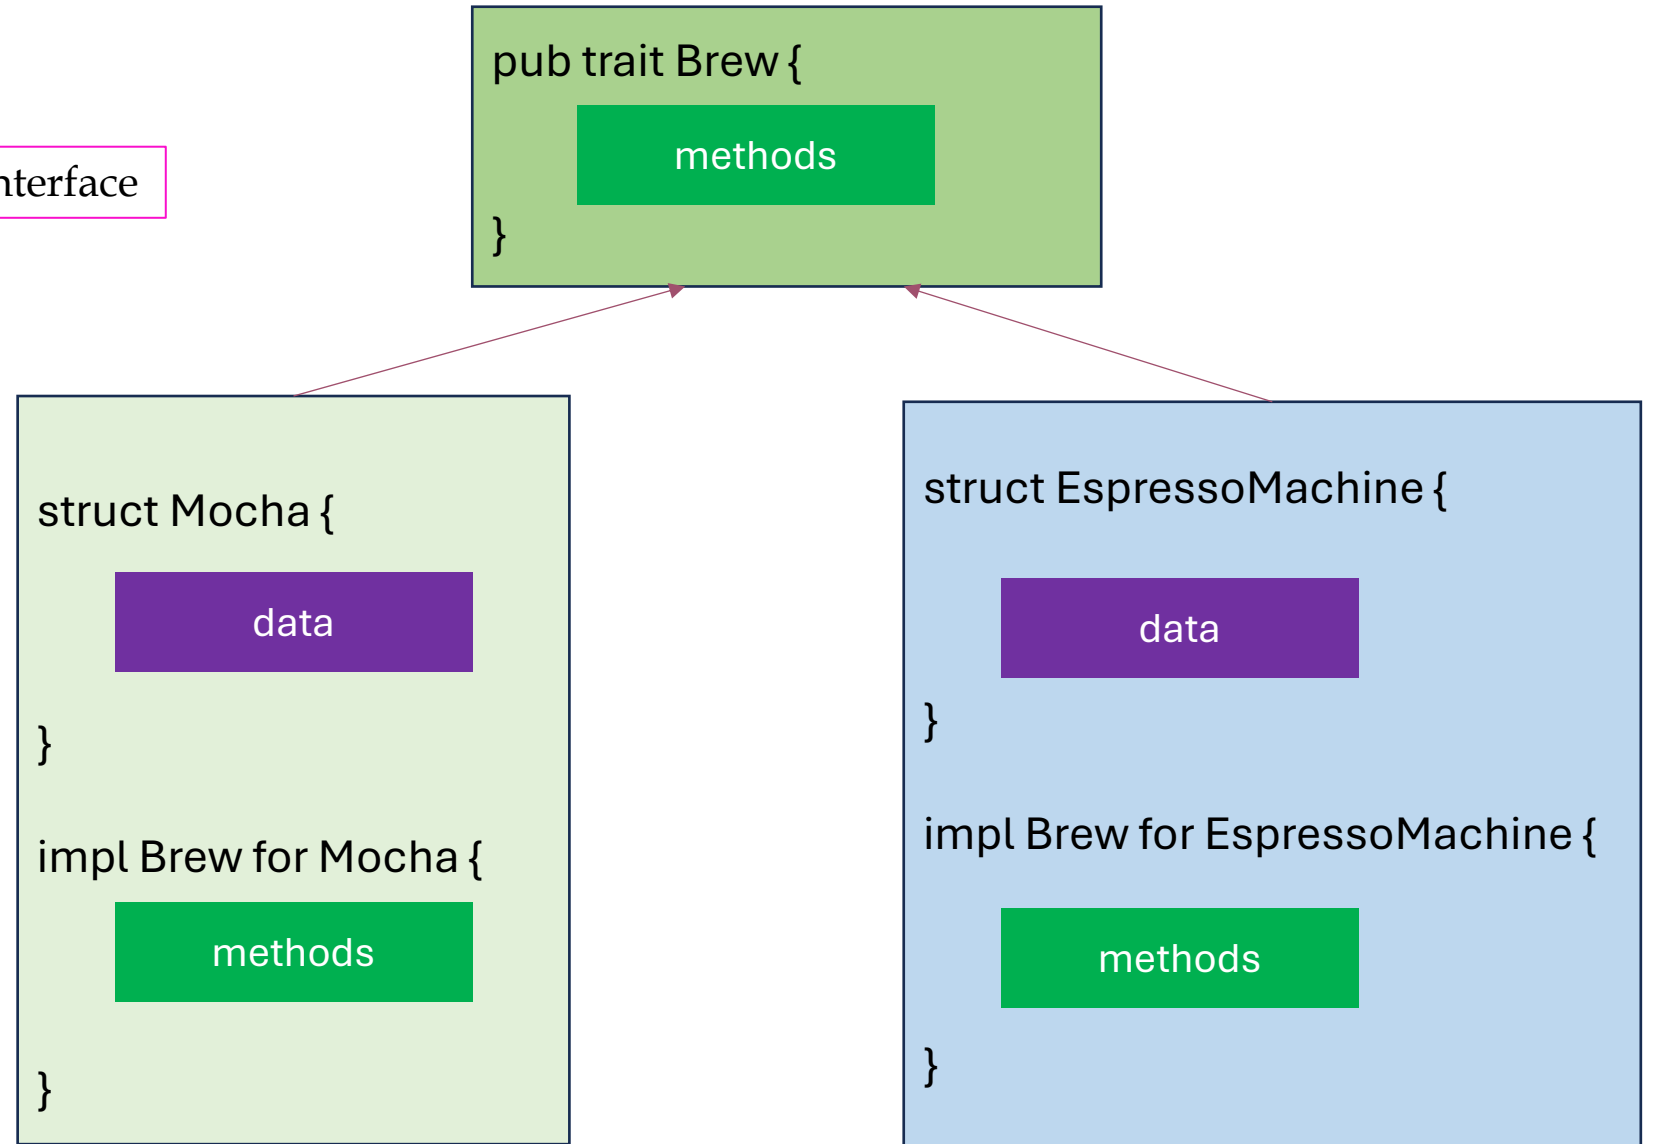 pub trait Brew {
methods
}
nterface
struct Mocha {
data
}
impl Brew for Mocha {
methods
}
struct EspressoMachine {
data
}
impl Brew for EspressoMachine {
methods
}